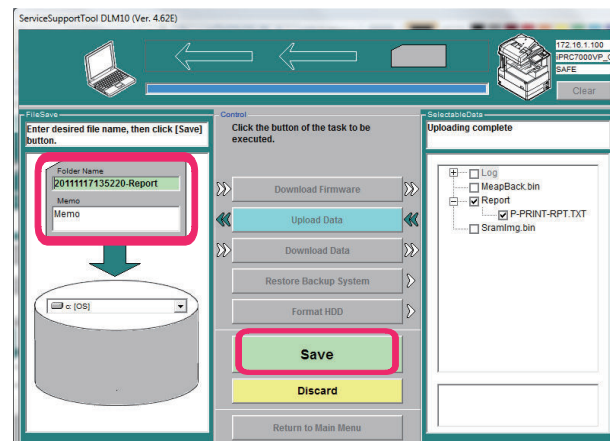 ServiceSupportTool DLM10 (Ver. 4.62E)
172.16.1.100
iPRC7000VP_
SAFE
Clear
FileSave
Enter desired file name, then click [Save]
button.
Folder Name
20111117135220-Report
Memo
Memo
c: [OS]
Control
Click the button of the task to be
executed.
Download Firmware
Upload Data
Download Data
Restore Backup System
Format HDD
Save
Discard
Return to Main Menu
SelectableData
Uploading complete
Log
MeapBack.bin
Report
P-PRINT-RPT.TXT
SramImg.bin